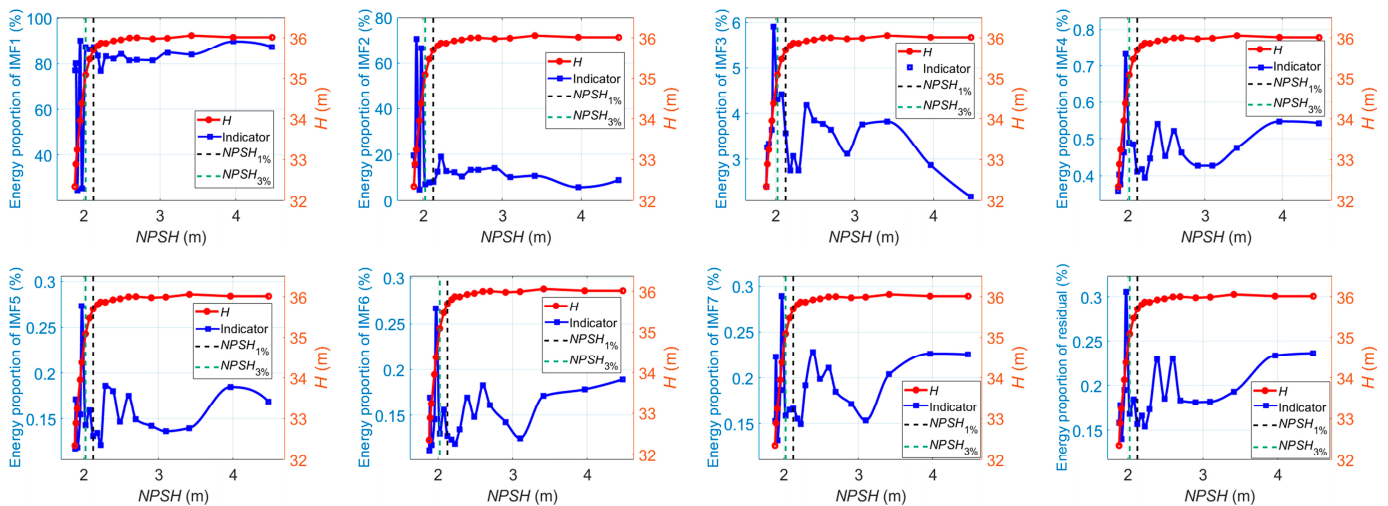 Energy proportion of IMF1 (%)
100
80
60
40
2
3
4
NPSH (m)
36
35
34
33
32
H (m)
H
Indicator
NPSH1%
NPSH3%
Energy proportion of IMF2 (%)
80
60
40
20
0
2
3
4
NPSH (m)
36
35
34
33
32
H (m)
H
Indicator
NPSH1%
NPSH3%
Energy proportion of IMF3 (%)
6
5
4
3
2
3
4
NPSH (m)
36
35
34
33
32
H (m)
H
Indicator
NPSH1%
NPSH3%
Energy proportion of IMF4 (%)
0.8
0.7
0.6
0.5
0.4
2
3
4
NPSH (m)
36
35
34
33
32
H (m)
H
Indicator
NPSH1%
NPSH3%
Energy proportion of IMF5 (%)
0.3
0.25
0.2
0.15
2
3
4
NPSH (m)
36
35
34
33
32
H (m)
H
Indicator
NPSH1%
NPSH3%
Energy proportion of IMF6 (%)
0.3
0.25
0.2
0.15
2
3
4
NPSH (m)
36
35
34
33
32
H (m)
H
Indicator
NPSH1%
NPSH3%
Energy proportion of IMF7 (%)
0.3
0.25
0.2
0.15
2
3
4
NPSH (m)
36
35
34
33
32
H (m)
H
Indicator
NPSH1%
NPSH3%
Energy proportion of residual (%)
0.3
0.25
0.2
0.15
2
3
4
NPSH (m)
36
35
34
33
32
H (m)
H
Indicator
NPSH1%
NPSH3%